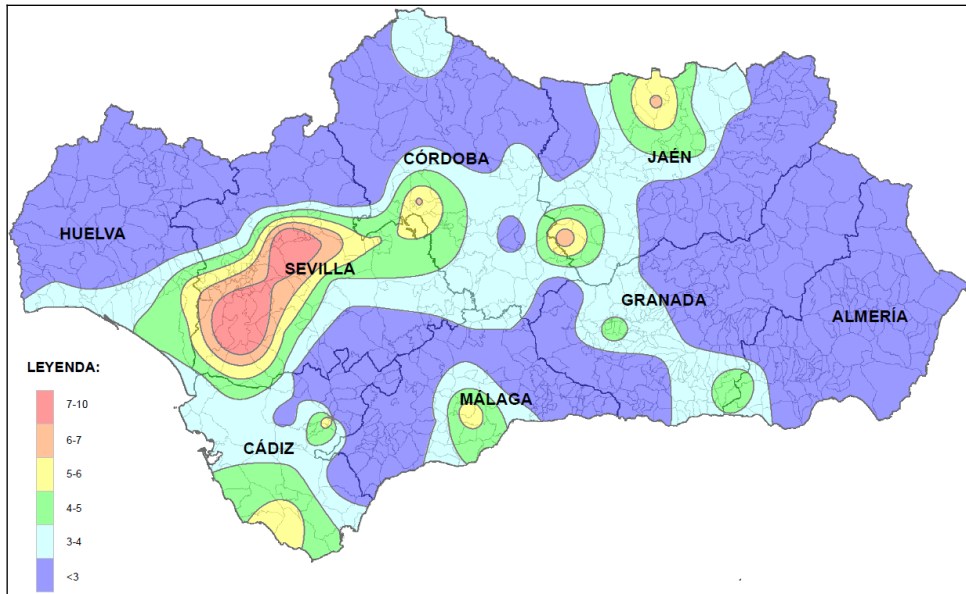 CÓRDOBA
JAÉN
HUELVA
SEVILLA
GRANADA
ALMERÍA
LEYENDA:
MÁLAGA
7-10
6-7
CÁDIZ
5-6
4-5
3-4
<3